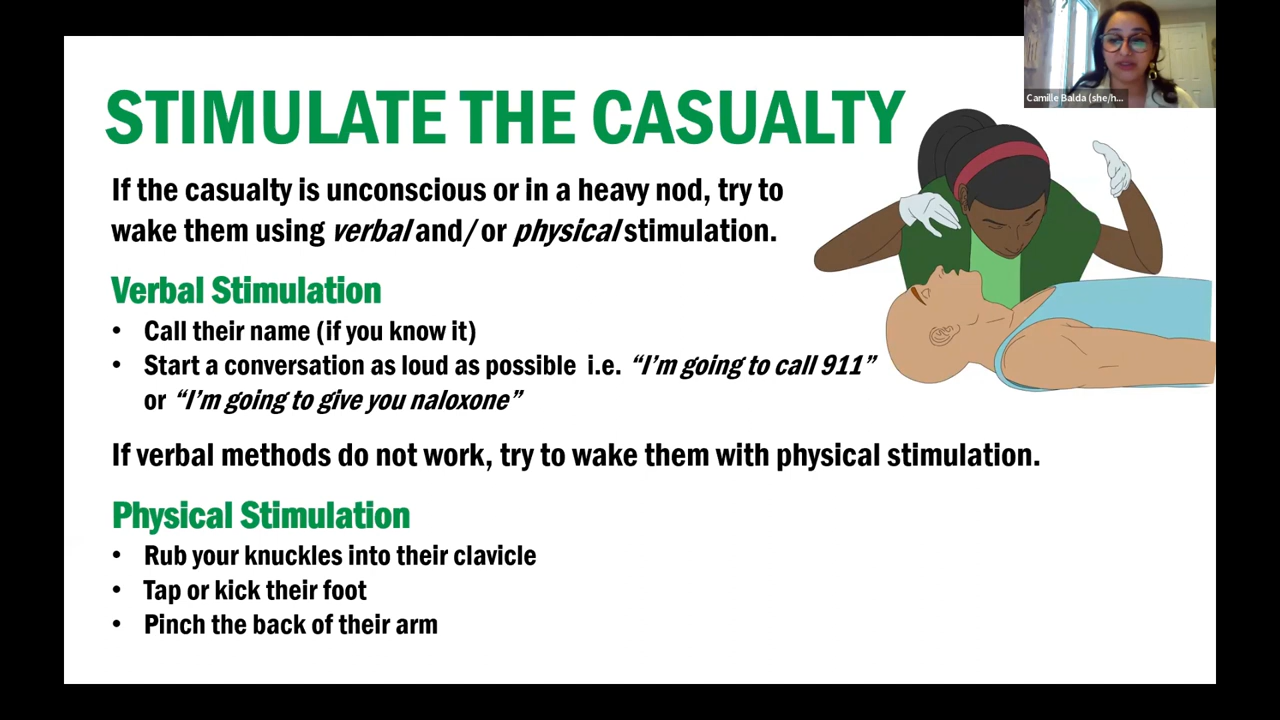 Camille Balda (she/h...
STIMULATE THE CASUALTY
If the casualty is unconscious or in a heavy nod, try to
wake them using verbal and/or physical stimulation.
Verbal Stimulation
• Call their name (if you know it)
• Start a conversation as loud as possible i.e. “I’m going to call 911”
or “I’m going to give you naloxone”
If verbal methods do not work, try to wake them with physical stimulation.
Physical Stimulation
• Rub your knuckles into their clavicle
• Tap or kick their foot
• Pinch the back of their arm